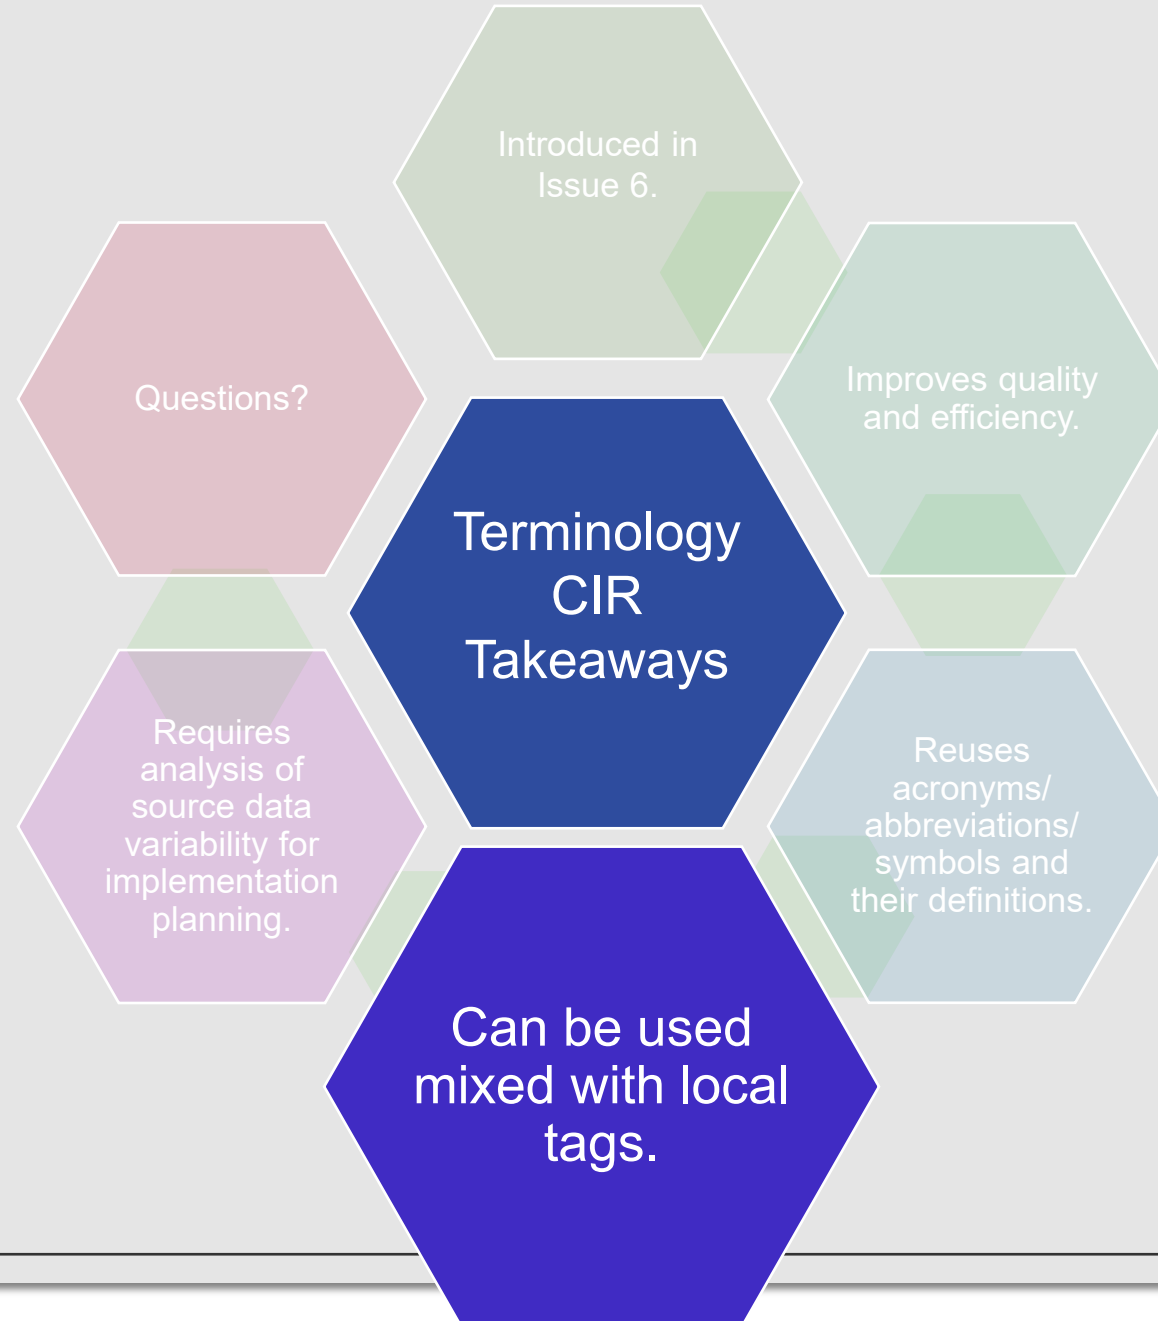 Introduced in
Issue 6.
Questions?
Improves quality
and efficiency.
Terminology
CIR
Takeaways
Requires
analysis of
source data
variability for
implementation
planning.
Reuses
acronyms/
abbreviations/
symbols and
their definitions.
Can be used
mixed with local
tags.